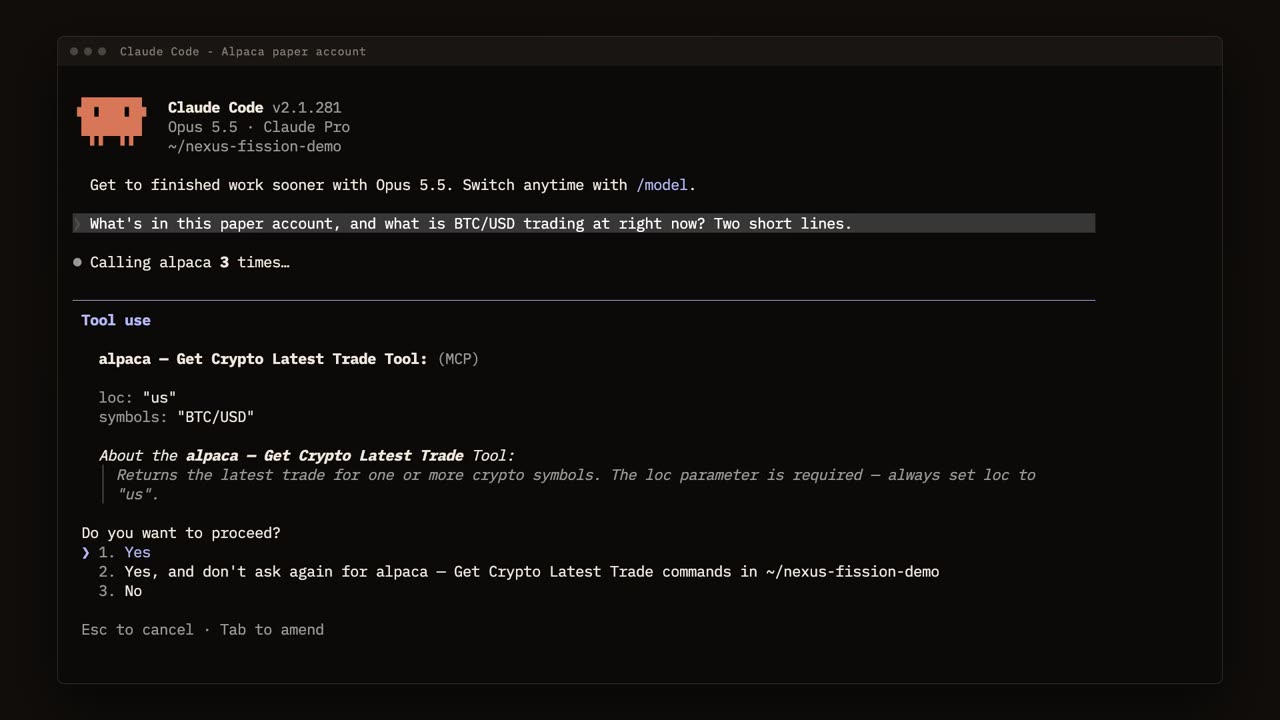 Claude Code - Alpaca paper account
Claude Code v2.1.281
Opus 5.5 · Claude Pro
~/nexus-fission-demo
Get to finished work sooner with Opus 5.5. Switch anytime with /model.
❯ What's in this paper account, and what is BTC/USD trading at right now? Two short lines.
● Calling alpaca 3 times…
Tool use
alpaca — Get Crypto Latest Trade Tool: (MCP)
loc: "us"
symbols: "BTC/USD"
About the alpaca — Get Crypto Latest Trade Tool:
Returns the latest trade for one or more crypto symbols. The loc parameter is required — always set loc to
"us".
Do you want to proceed?
❯ 1. Yes
2. Yes, and don't ask again for alpaca — Get Crypto Latest Trade commands in ~/nexus-fission-demo
3. No
Esc to cancel · Tab to amend